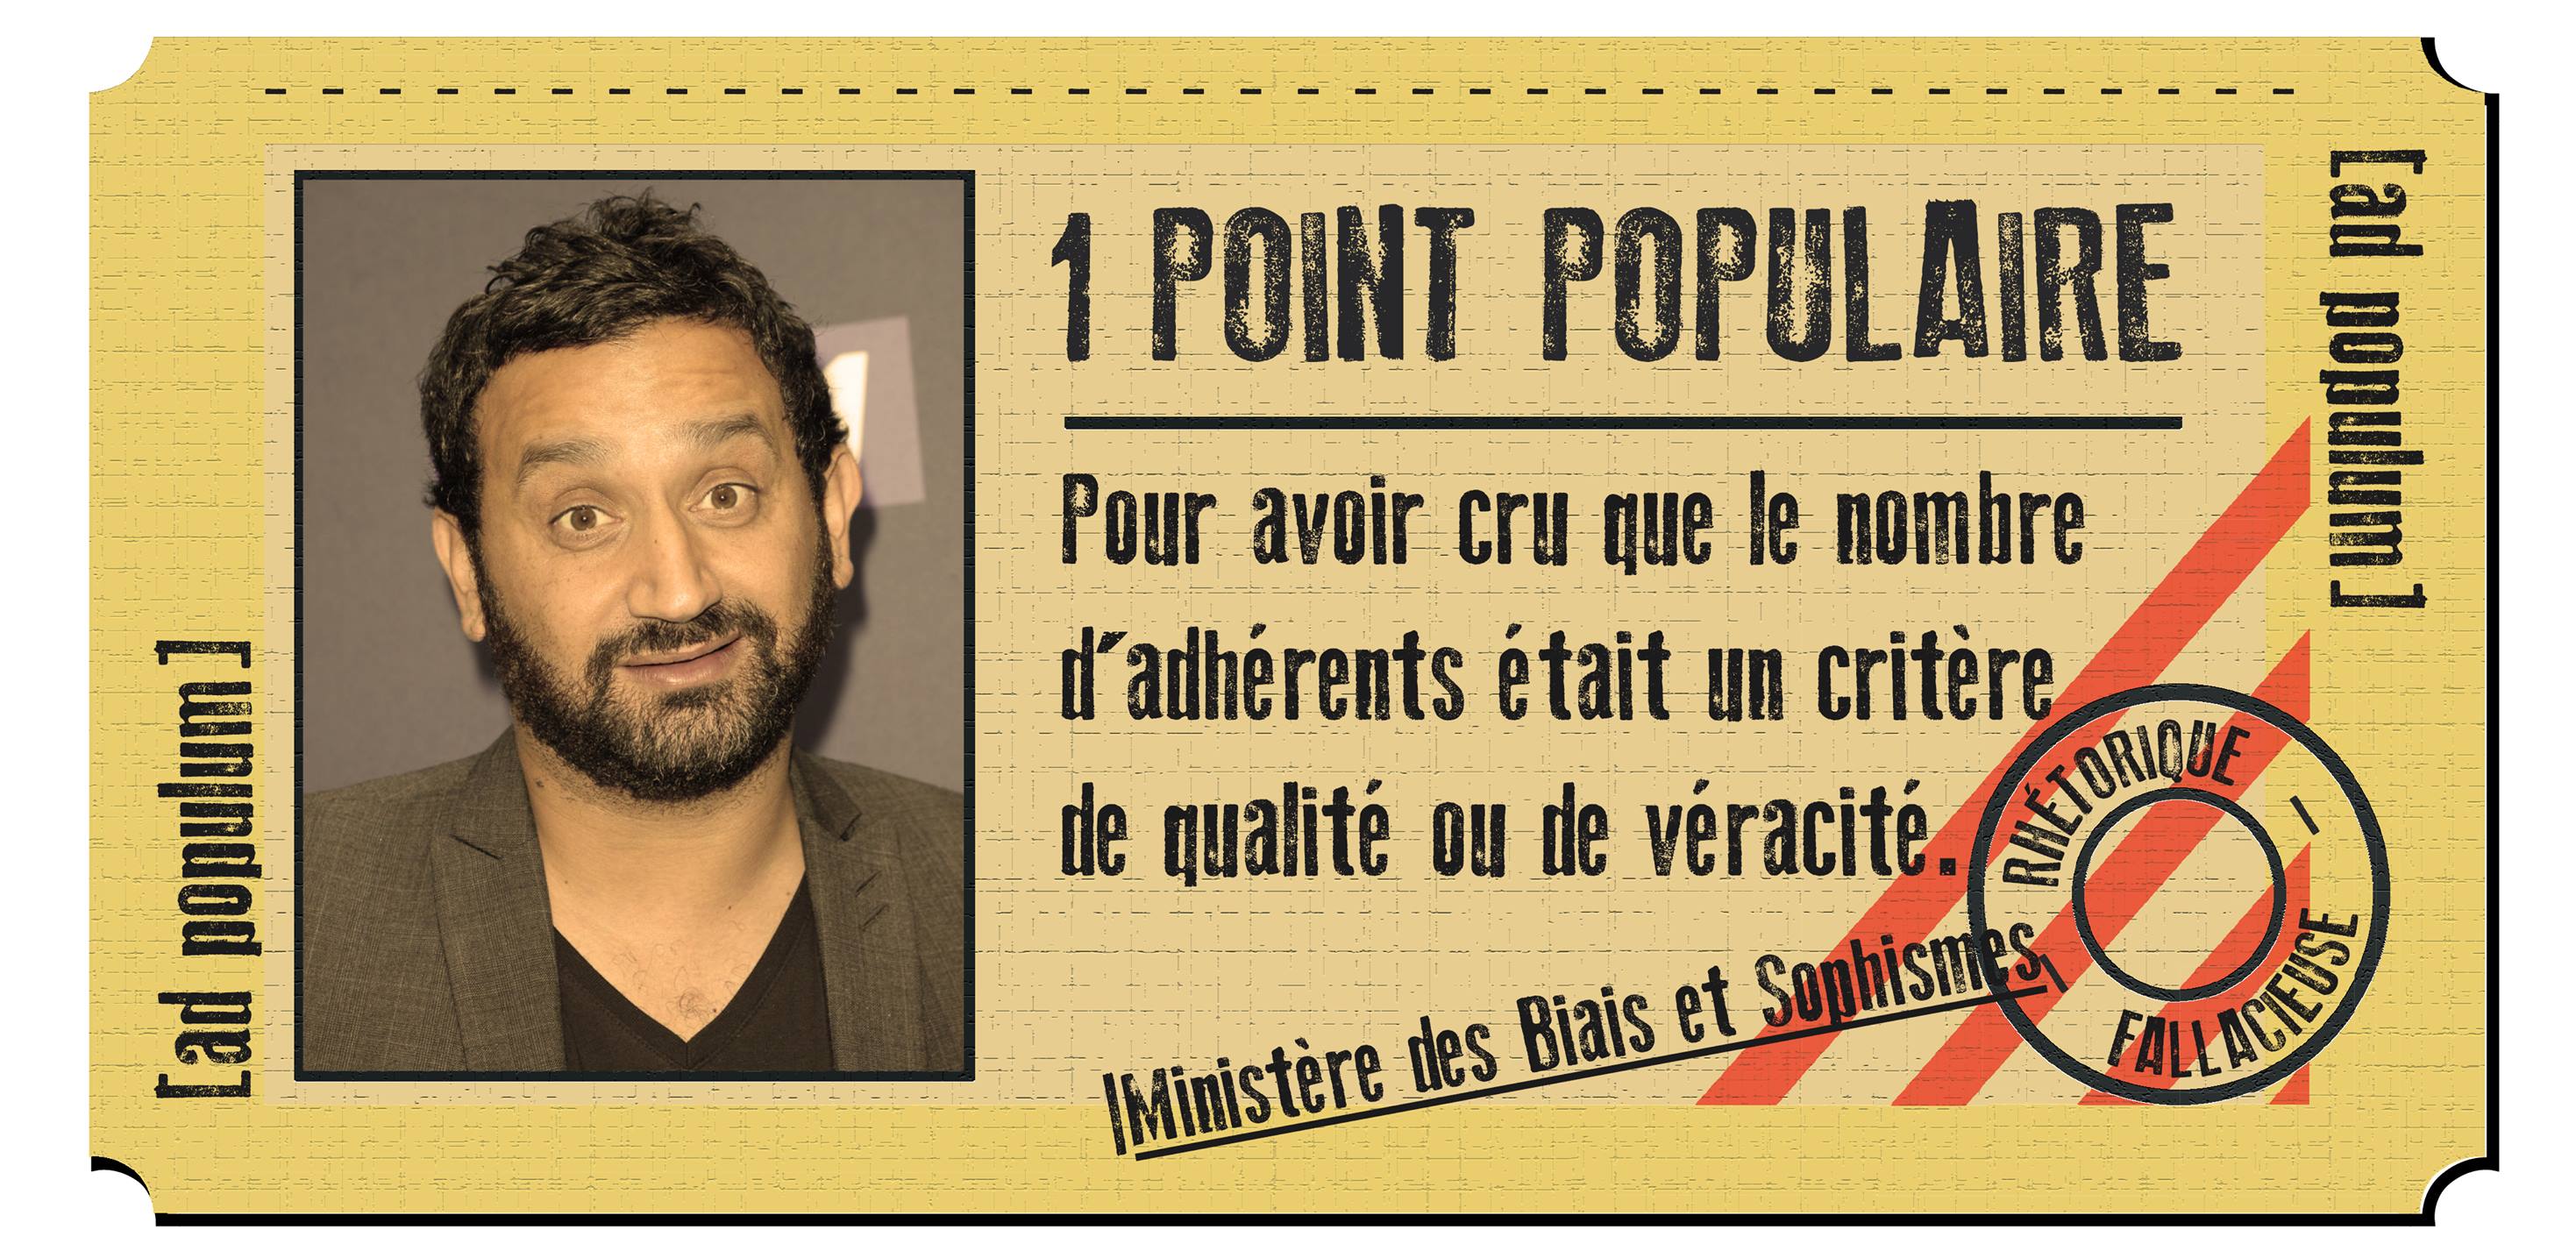 [ad populum]
1 POINT POPULAIRE
Pour avoir cru que le nombre
d'adhérents était un critère
de qualité ou de véracité.
|Ministère des Biais et Sophismes|
RHÉTORIQUE
FALLACIEUSE
[ad populum]